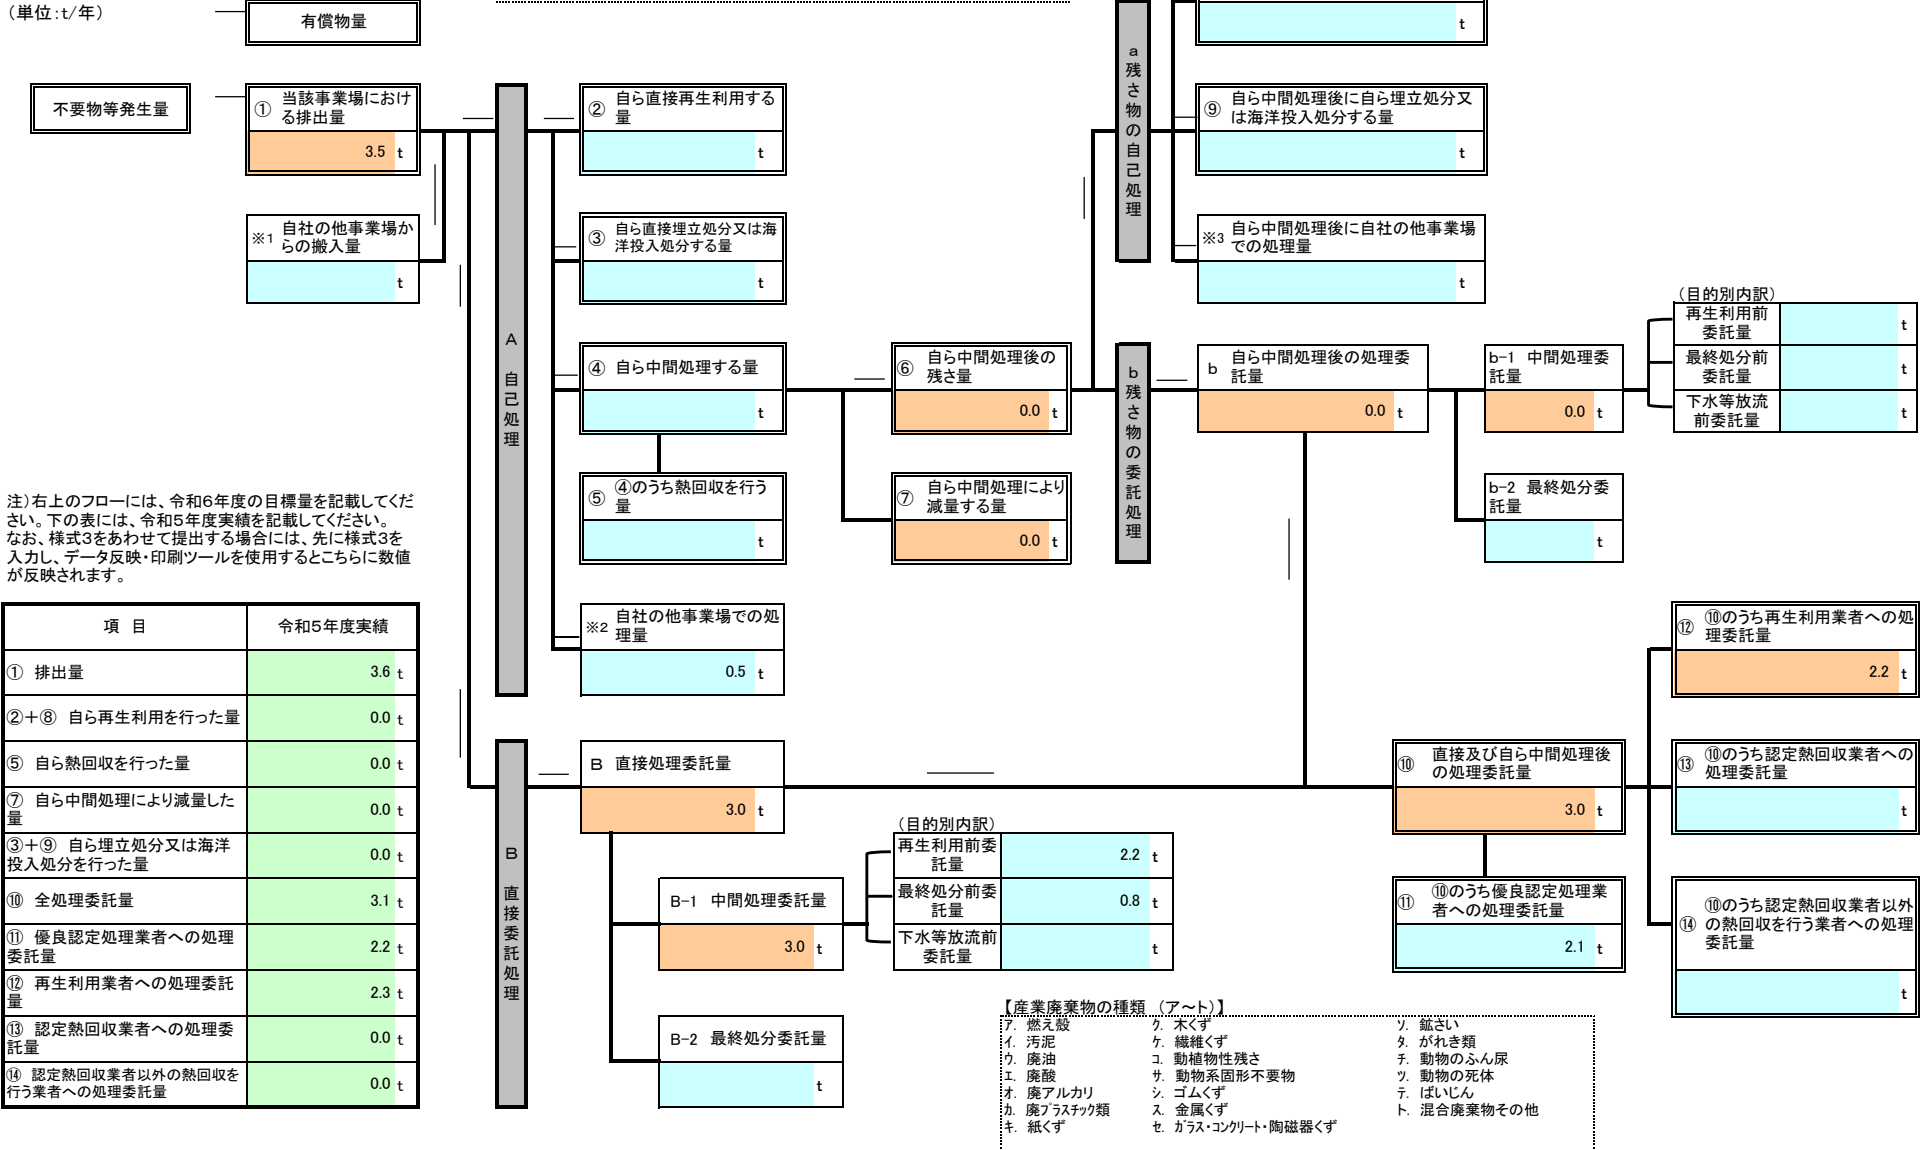 （単位：t/年）
有償物量
t
不要物等発生量
① 当該事業場におけ
る排出量
3.5 t
※1 自社の他事業場か
らの搬入量
t
A
自己処理
② 自ら直接再生利用する
量
t
③ 自ら直接埋立処分又は海
洋投入処分する量
t
④ 自ら中間処理する量
t
⑤ ④のうち熱回収を行う
量
t
※2 自社の他事業場での処
理量
0.5 t
⑥ 自ら中間処理後の
残さ量
0.0 t
⑦ 自ら中間処理により
減量する量
0.0 t
a
残さ物の自己処理
⑨ 自ら中間処理後に自ら埋立処分又
は海洋投入処分する量
t
※3 自ら中間処理後に自社の他事業場
での処理量
t
b
残さ物の委託処理
b 自ら中間処理後の処理委
託量
0.0 t
b-1 中間処理委
託量
0.0 t
b-2 最終処分委
託量
t
（目的別内訳）
再生利用前
委託量
t
最終処分前
委託量
t
下水等放流
前委託量
t
注）右上のフローには、令和６年度の目標量を記載してくだ
さい。下の表には、令和５年度実績を記載してください。
なお、様式３をあわせて提出する場合には、先に様式３を
入力し、データ反映・印刷ツールを使用するとこちらに数値
が反映されます。
項 目 令和５年度実績
① 排出量 3.6 t
②＋⑧ 自ら再生利用を行った量 0.0 t
⑤ 自ら熱回収を行った量 0.0 t
⑦ 自ら中間処理により減量した
量 0.0 t
③＋⑨ 自ら埋立処分又は海洋
投入処分を行った量 0.0 t
⑩ 全処理委託量 3.1 t
⑪ 優良認定処理業者への処理
委託量 2.2 t
⑫ 再生利用業者への処理委託
量 2.3 t
⑬ 認定熱回収業者への処理委
託量 0.0 t
⑭ 認定熱回収業者以外の熱回収を
行う業者への処理委託量 0.0 t
B
直接委託処理
B 直接処理委託量
3.0 t
B-1 中間処理委託量
3.0 t
B-2 最終処分委託量
t
（目的別内訳）
再生利用前委
託量
2.2 t
最終処分前委
託量
0.8 t
下水等放流前
委託量
t
⑩ 直接及び自ら中間処理後
の処理委託量
3.0 t
⑪ ⑩のうち優良認定処理業
者への処理委託量
2.1 t
⑫ ⑩のうち再生利用業者への処
理委託量
2.2 t
⑬ ⑩のうち認定熱回収業者への
処理委託量
t
⑭ ⑩のうち認定熱回収業者以外
の熱回収を行う業者への処理
委託量
t
【産業廃棄物の種類 （ア～ト）】
ア. 燃え殻 ク. 木くず ソ. 鉱さい
イ. 汚泥 ケ. 繊維くず タ. がれき類
ウ. 廃油 コ. 動植物性残さ チ. 動物のふん尿
エ. 廃酸 サ. 動物系固形不要物 ツ. 動物の死体
オ. 廃アルカリ シ. ゴムくず テ. ばいじん
カ. 廃プラスチック類 ス. 金属くず ト. 混合廃棄物その他
キ. 紙くず セ. ガラス・コンクリート・陶磁器くず